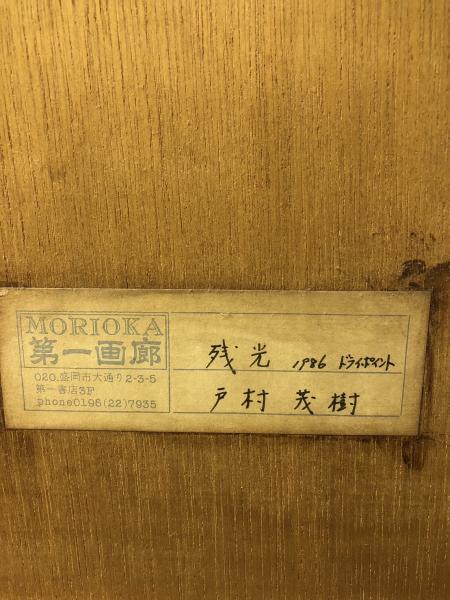 MORIOKA
第一画廊
020.盛岡市大通り2-3-5
第一書店3F
phone0196(22)7935
残光 1986 ドライポイント
戸村 茂樹